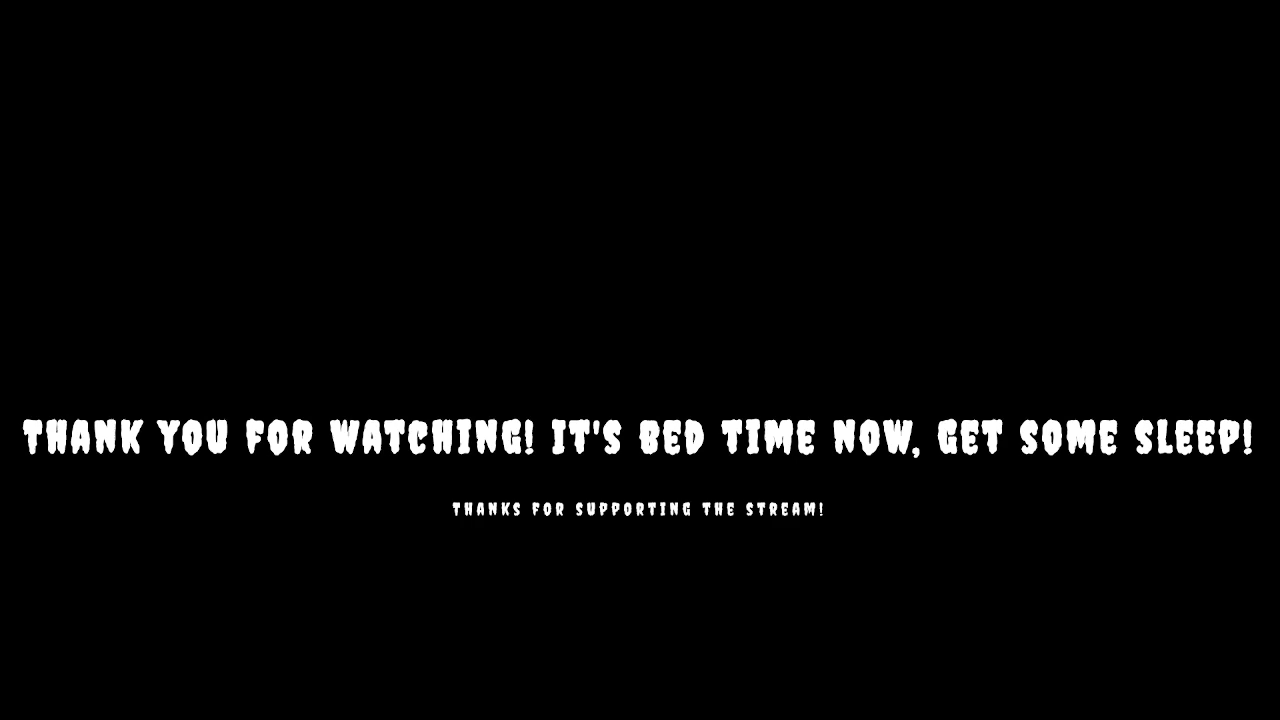 THANK YOU FOR WATCHING! IT'S BED TIME NOW, GET SOME SLEEP!
THANKS FOR SUPPORTING THE STREAM!